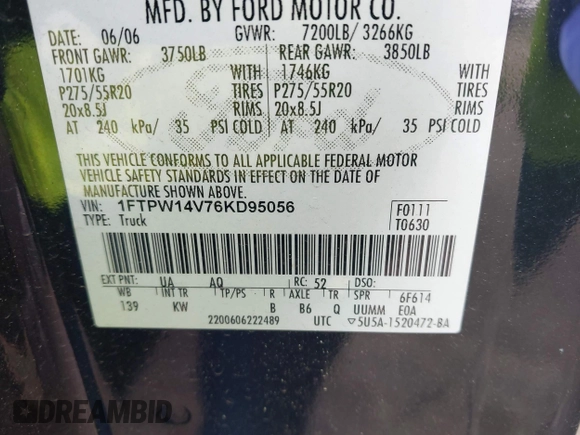 MFD. BY FORD MOTOR CO.
DATE: 06/06 GVWR: 7200LB/ 3266KG
FRONT GAWR: 3750LB REAR GAWR: 3850LB
1701KG WITH 1746KG WITH
P275/55R20 TIRES P275/55R20 TIRES
20x8.5J RIMS 20x8.5J RIMS
AT 240 kPa/ 35 PSI COLD AT 240 kPa/ 35 PSI COLD
THIS VEHICLE CONFORMS TO ALL APPLICABLE FEDERAL MOTOR
VEHICLE SAFETY STANDARDS IN EFFECT ON THE DATE OF
MANUFACTURE SHOWN ABOVE.
VIN: 1FTPW14V76KD95056 F0111
TYPE: Truck T0630
EXT PNT: UA AQ RC: 52 DSO:
WB INT TR TP/PS R AXLE TR SPR 6F614
139 KW B B6 Q UUMM EOA
2200606222489 UTC ▽5U5A-1520472-BA
Ford
DREAMBID